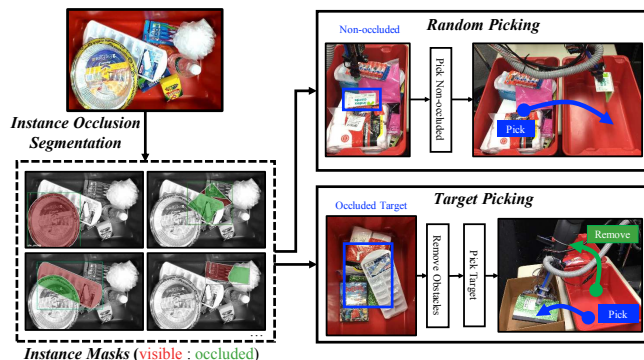 Random Picking
Non-occluded
Pick Non-occluded
Pick
Instance Occlusion
Segmentation
Target Picking
Occluded Target
Remove Obstacles
Pick Target
Remove
Pick
...
Instance Masks (visible : occluded)